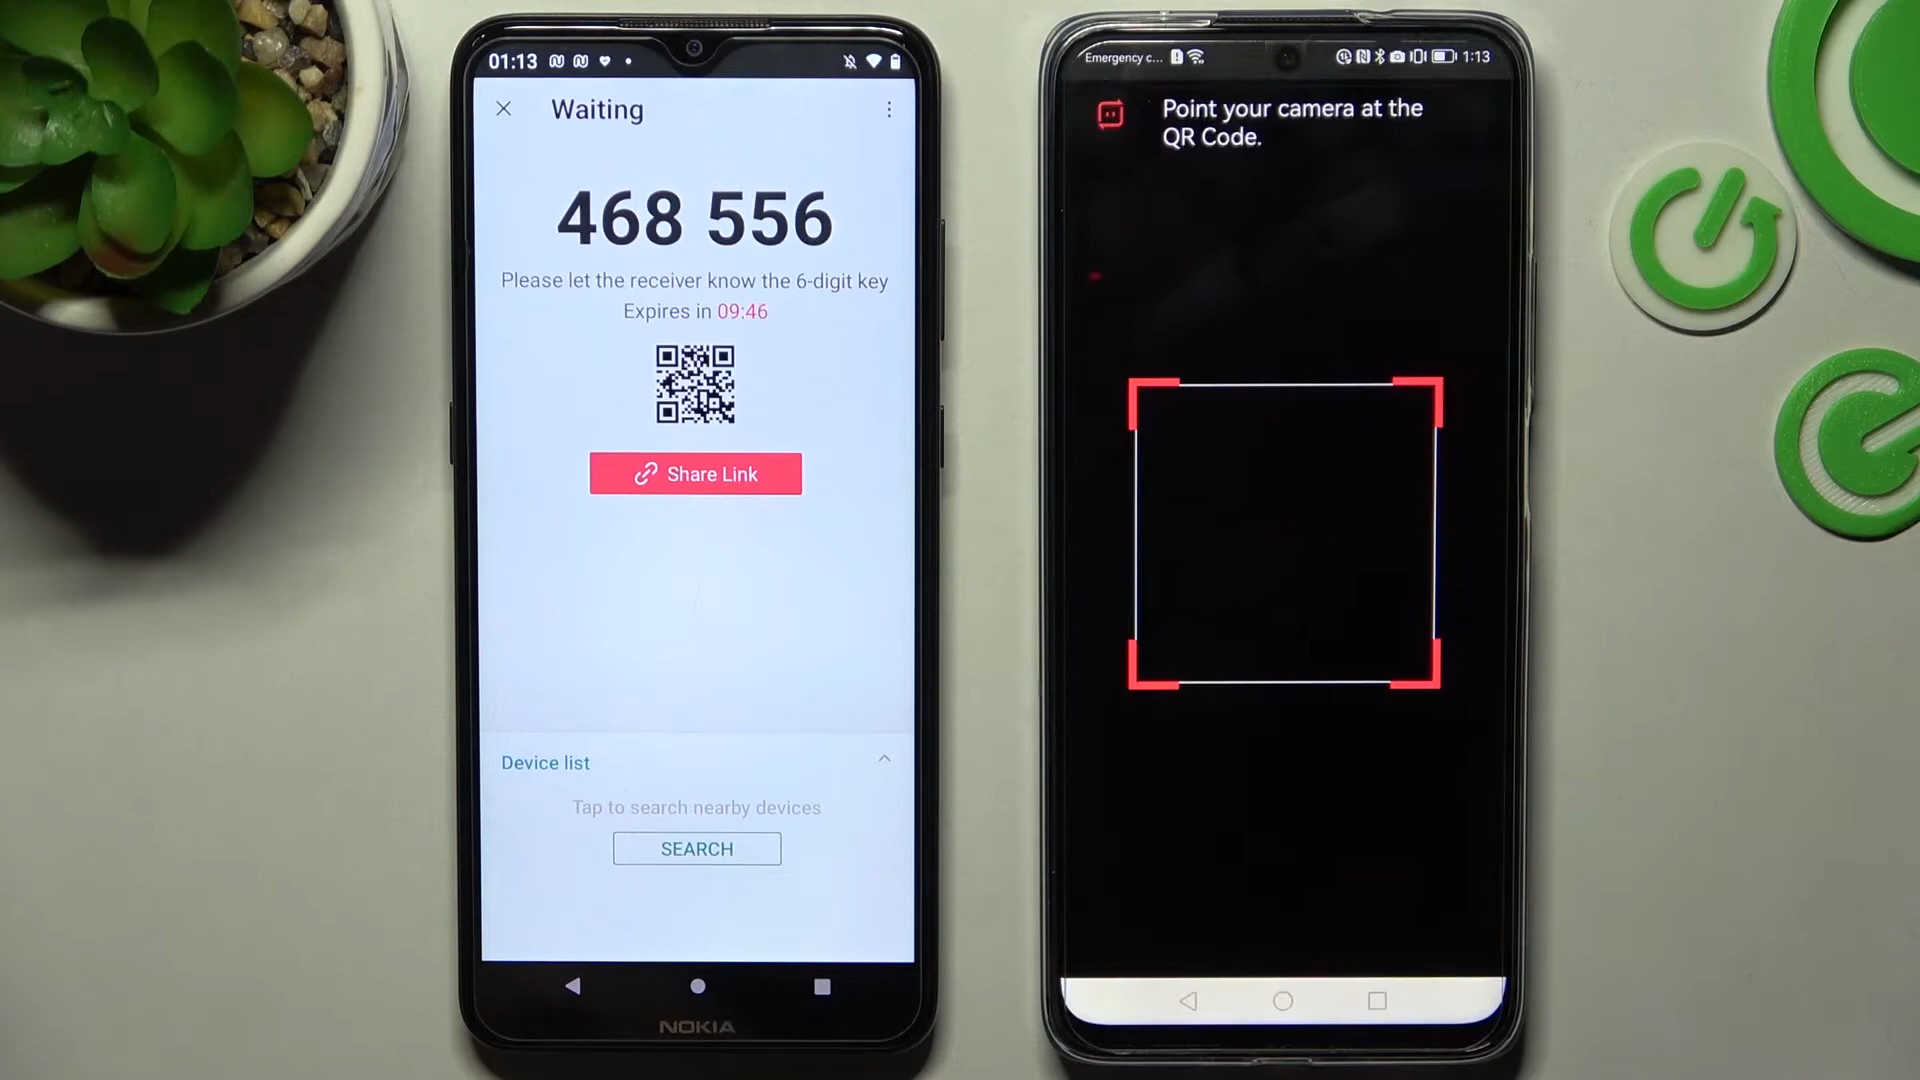 01:13
Waiting
468 556
Please let the receiver know the 6-digit key
Expires in 09:46
Share Link
Device list
Tap to search nearby devices
SEARCH
NOKIA
Emergency c...
1:13
Point your camera at the
QR Code.